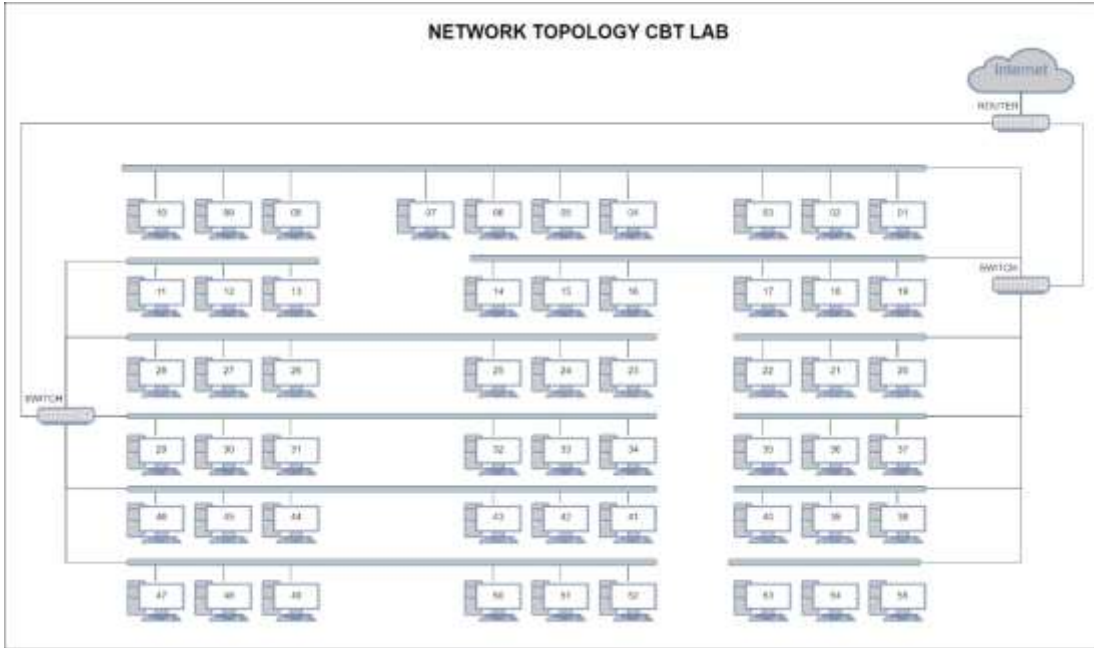 NETWORK TOPOLOGY CBT LAB
Internet
ROUTER
10 09 08 07 06 05 04 03 02 01
SWITCH
11 12 13 14 15 16 17 18 19
28 27 26 25 24 23 22 21 20
SWITCH
29 30 31 32 33 34 35 36 37
46 45 44 43 42 41 40 39 38
47 48 49 50 51 52 53 54 55